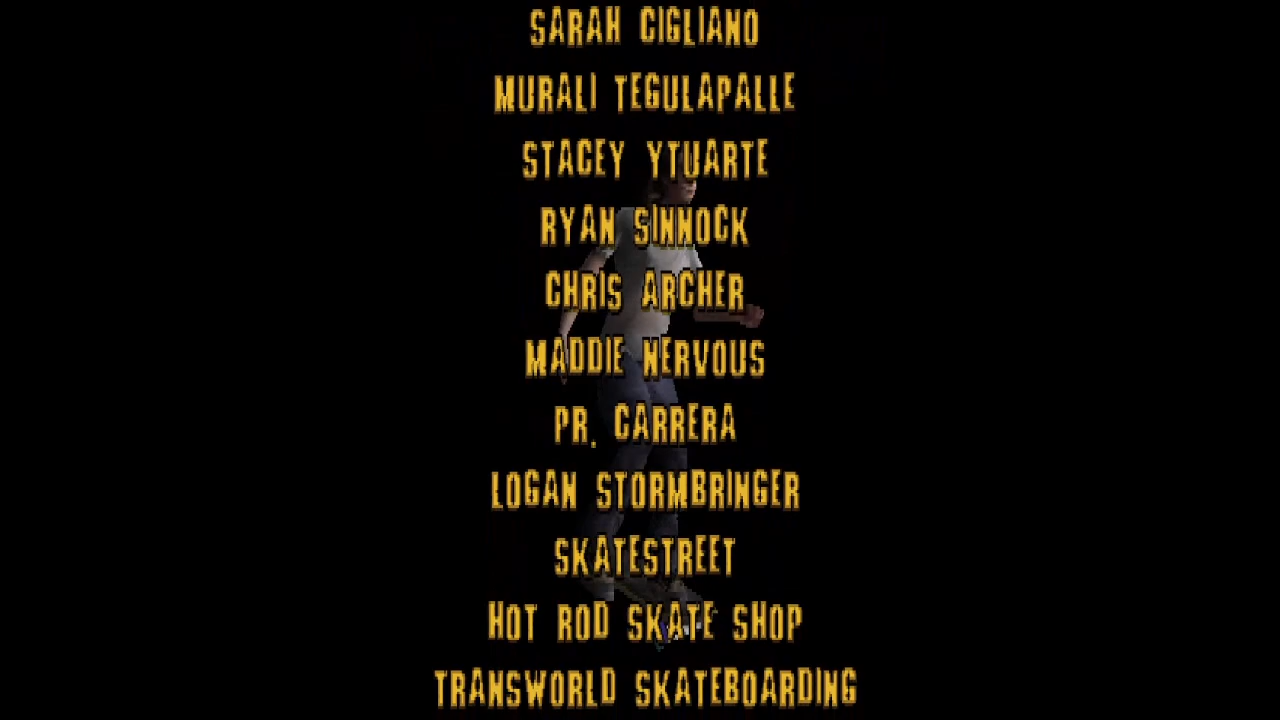 SARAH CIGLIANO
MURALI TEGULAPALLE
STACEY YTUARTE
RYAN SINNOCK
CHRIS ARCHER
MADDIE NERVOUS
PR. CARRERA
LOGAN STORMBRINGER
SKATESTREET
HOT ROD SKATE SHOP
TRANSWORLD SKATEBOARDING